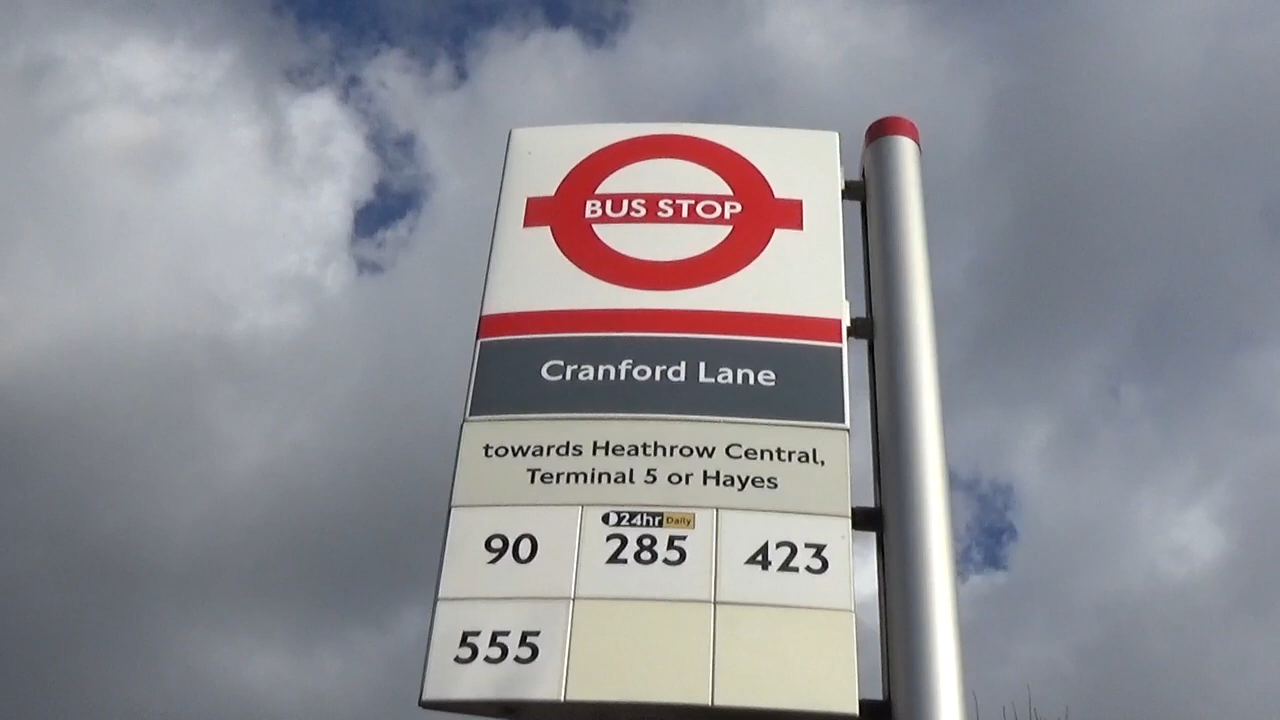 BUS STOP
Cranford Lane
towards Heathrow Central,
Terminal 5 or Hayes
24hr Daily
90 285 423
555